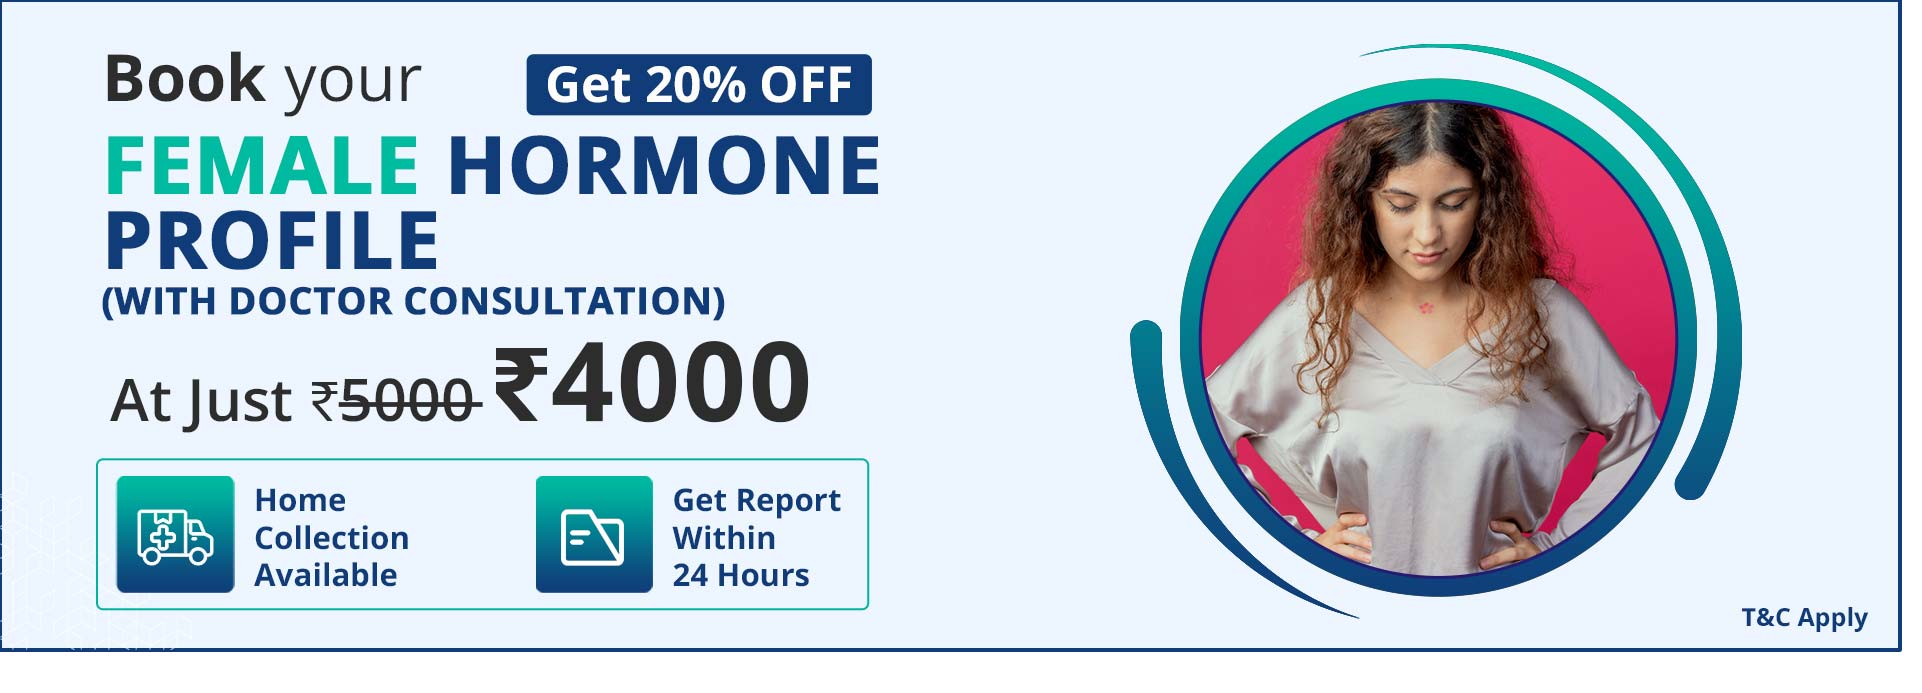 Book your
Get 20% OFF
FEMALE HORMONE
PROFILE
(WITH DOCTOR CONSULTATION)
At Just ₹5000 ₹4000
Home
Collection
Available
Get Report
Within
24 Hours
T&C Apply